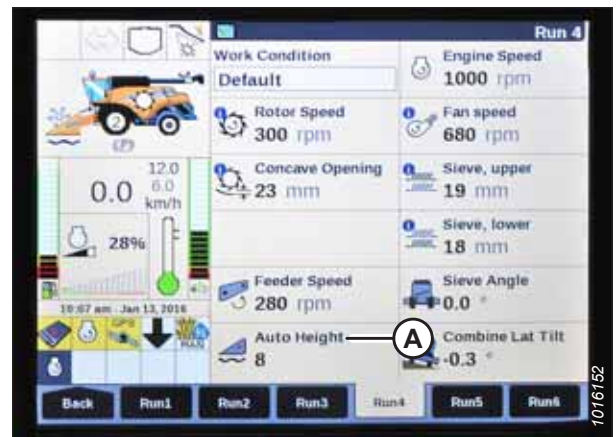 Run 4
Work Condition
Default
Engine Speed
1000 rpm
Rotor Speed
300 rpm
Fan speed
680 rpm
Concave Opening
23 mm
Sieve, upper
19 mm
Sieve, lower
18 mm
Feeder Speed
280 rpm
Sieve Angle
0.0 °
Auto Height
8
A
Combine Lat Tilt
-0.3 °
2
(P)
0.0
12.0
6.0
km/h
28%
10:07 am Jan 13, 2016
GPS
MAN
Back
Run1
Run2
Run3
Run4
Run5
Run6
1016152